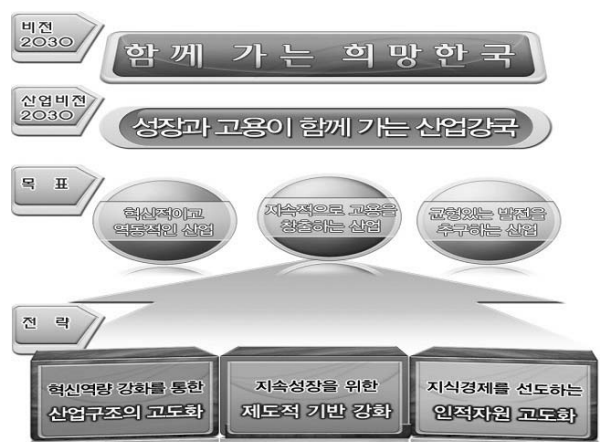 비전
2030
함께 가는 희망한국
산업비전
2030
성장과 고용이 함께 가는 산업강국
목 표
혁신적이고
역동적인 산업
지속적으로 고용을
창출하는 산업
균형있는 발전을
추구하는 산업
전 략
혁신역량 강화를 통한
산업구조의 고도화
지속성장을 위한
제도적 기반 강화
지식경제를 선도하는
인적자원 고도화